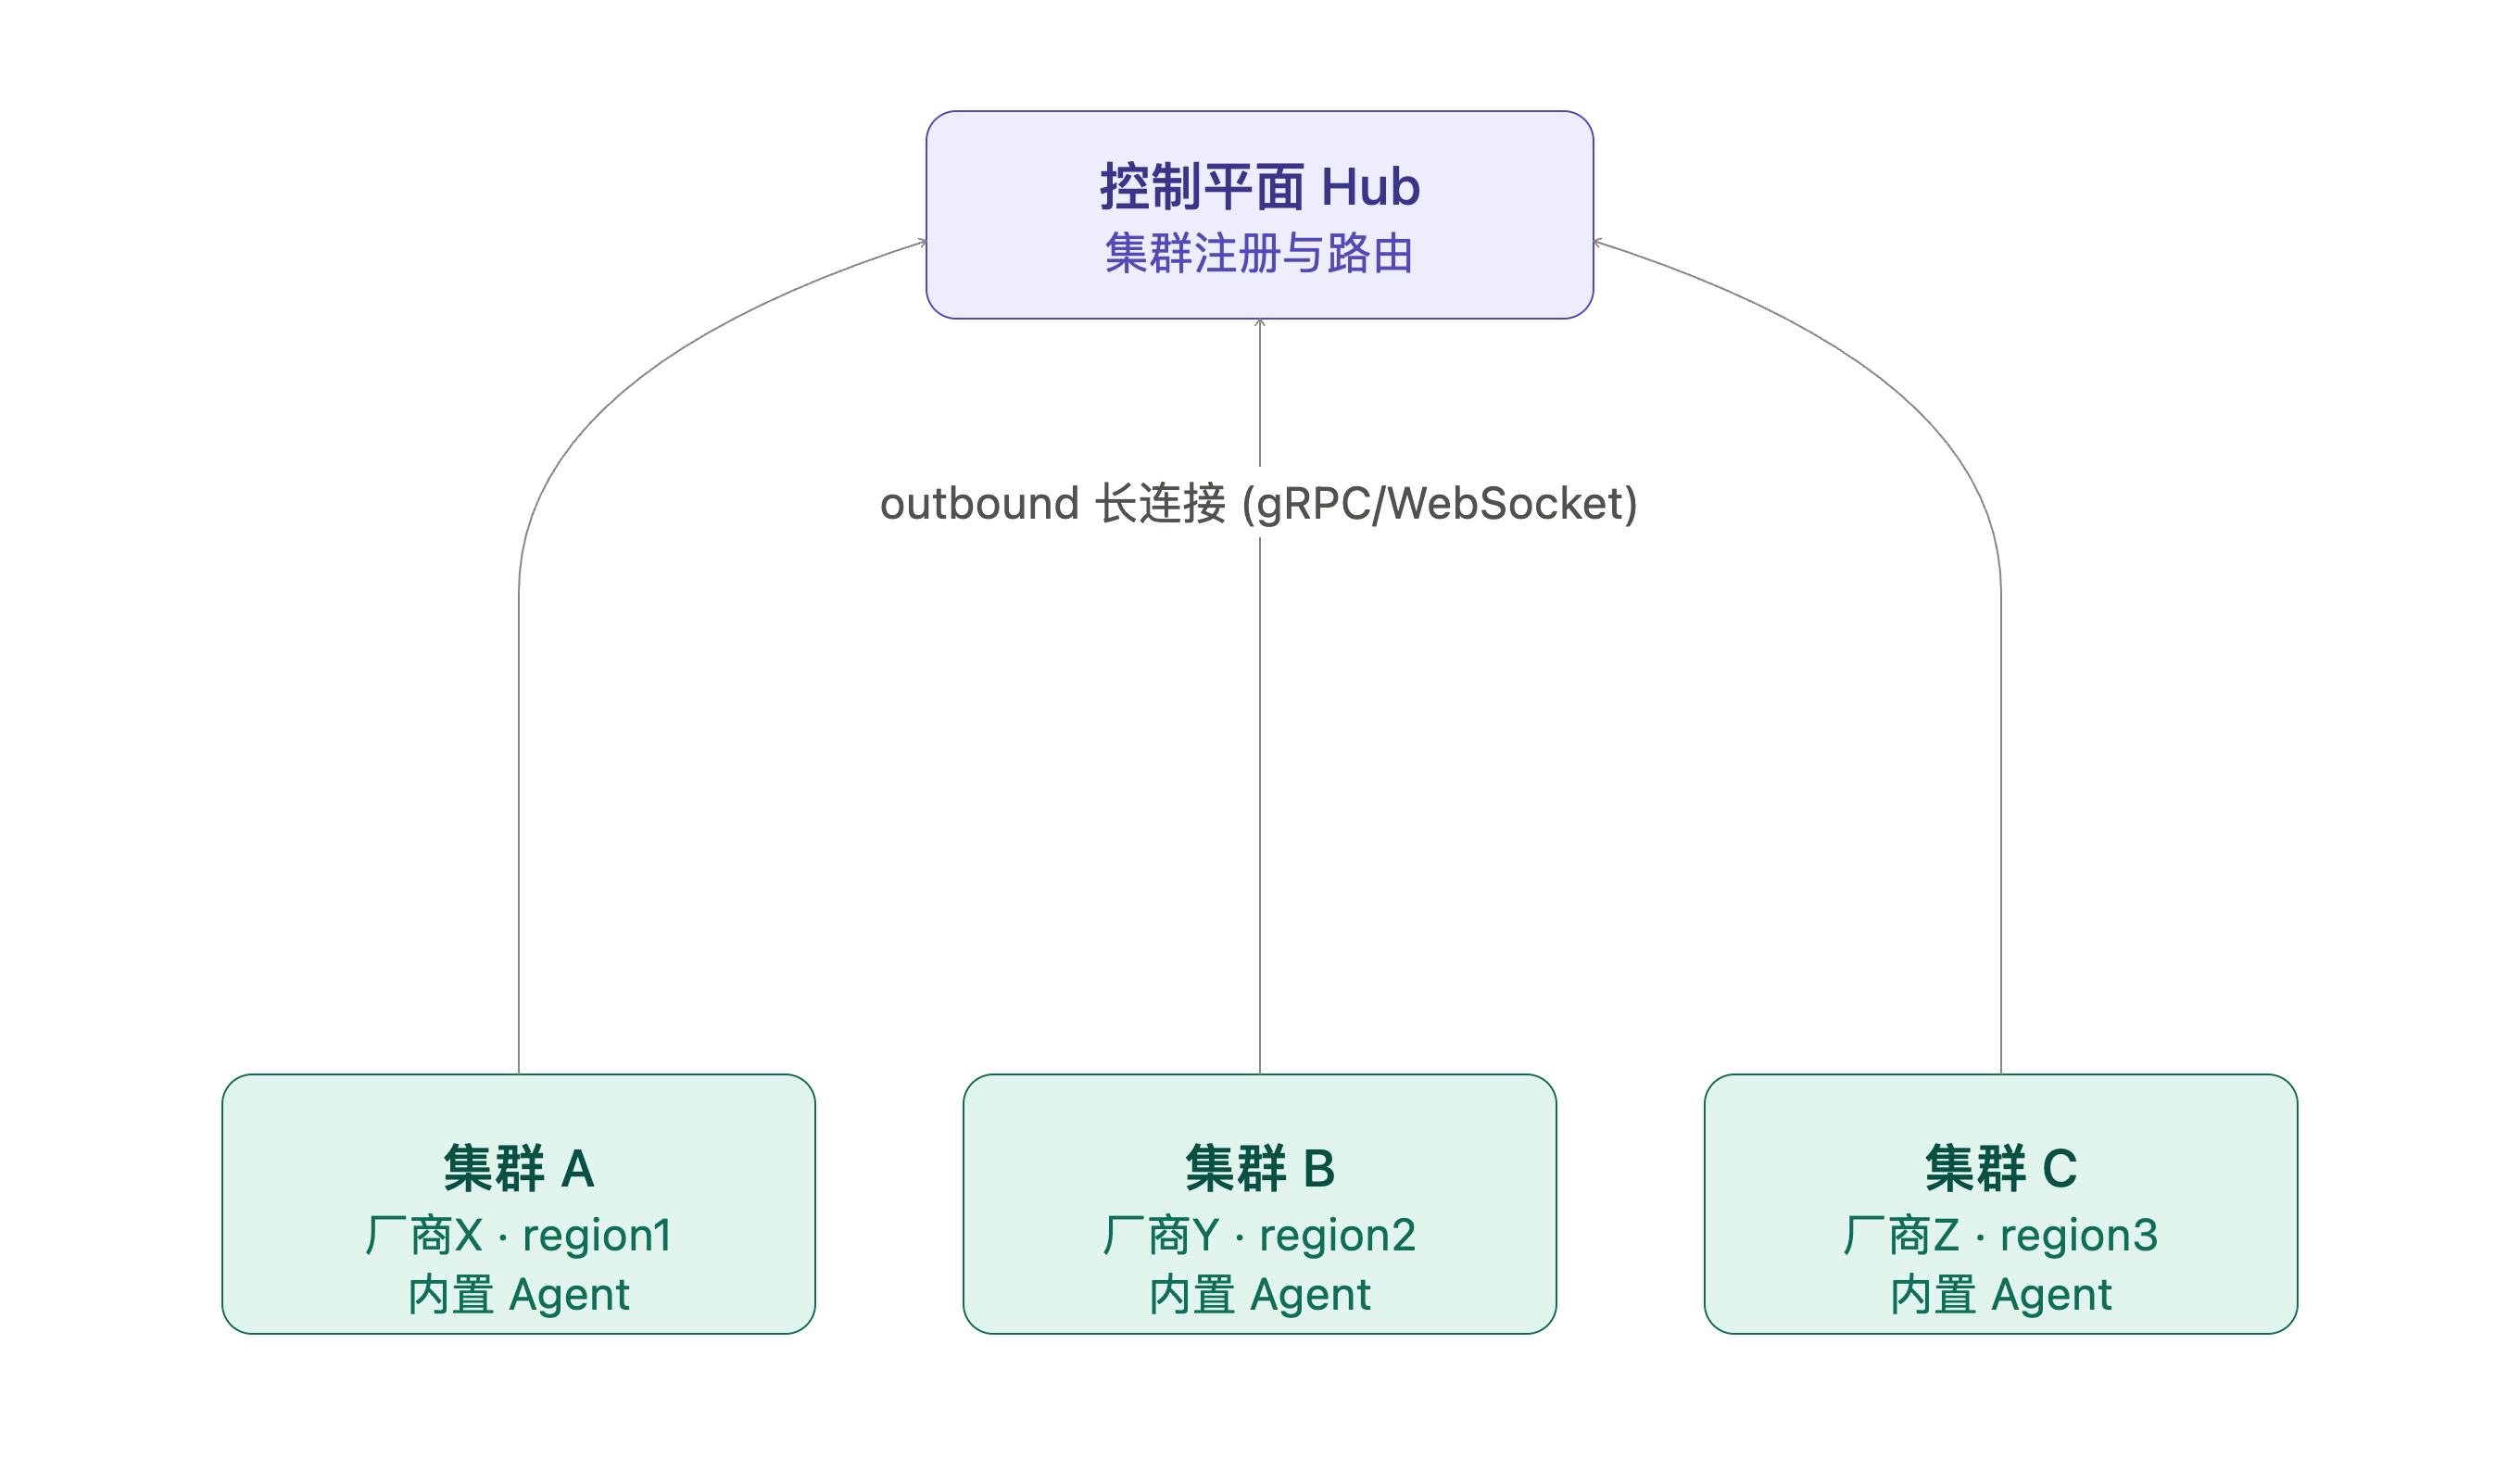 控制平面 Hub
集群注册与路由
outbound 长连接 (gRPC/WebSocket)
集群 A
厂商X · region1
内置 Agent
集群 B
厂商Y · region2
内置 Agent
集群 C
厂商Z · region3
内置 Agent